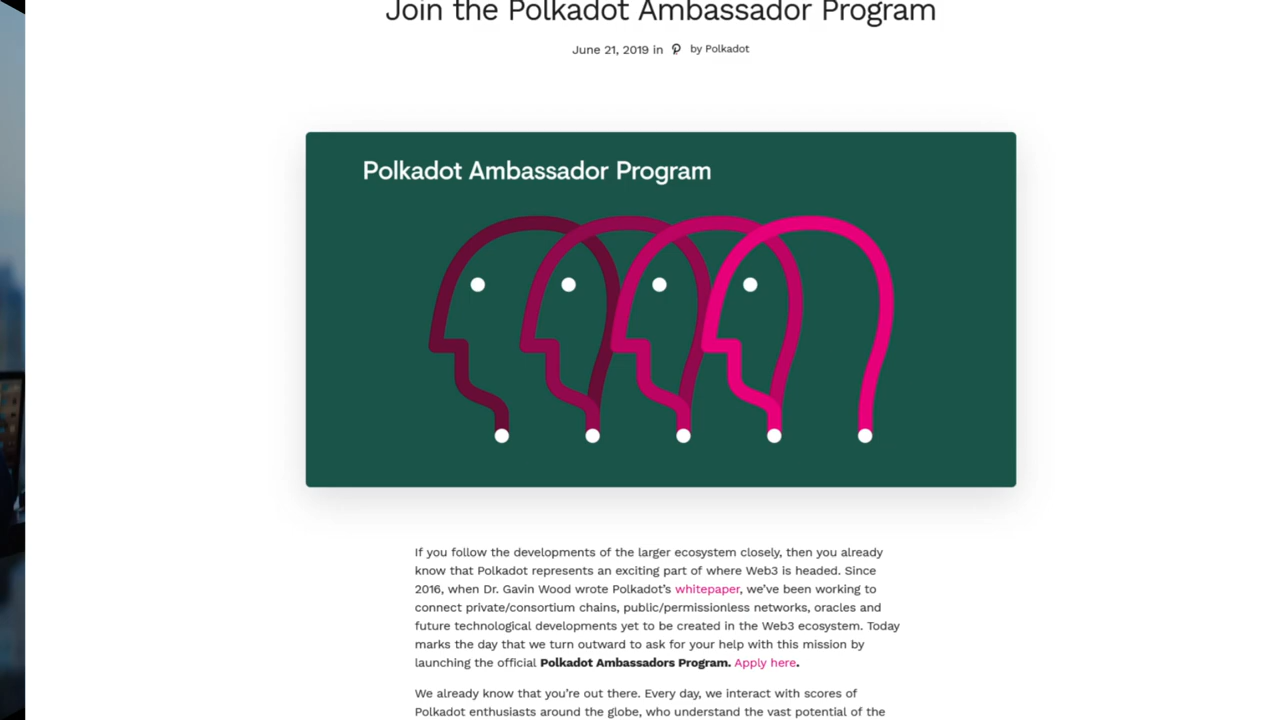 Join the Polkadot Ambassador Program
June 21, 2019 in by Polkadot
Polkadot Ambassador Program
If you follow the developments of the larger ecosystem closely, then you already
know that Polkadot represents an exciting part of where Web3 is headed. Since
2016, when Dr. Gavin Wood wrote Polkadot’s whitepaper, we’ve been working to
connect private/consortium chains, public/permissionless networks, oracles and
future technological developments yet to be created in the Web3 ecosystem. Today
marks the day that we turn outward to ask for your help with this mission by
launching the official Polkadot Ambassadors Program. Apply here.
We already know that you’re out there. Every day, we interact with scores of
Polkadot enthusiasts around the globe, who understand the vast potential of the